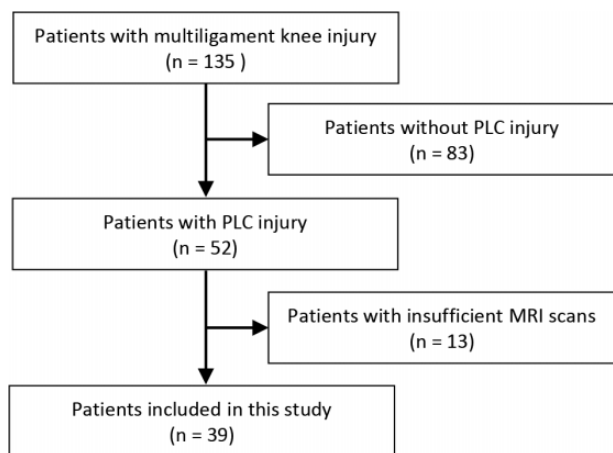 Patients with multiligament knee injury
(n = 135 )
Patients without PLC injury
(n = 83)
Patients with PLC injury
(n = 52)
Patients with insufficient MRI scans
(n = 13)
Patients included in this study
(n = 39)